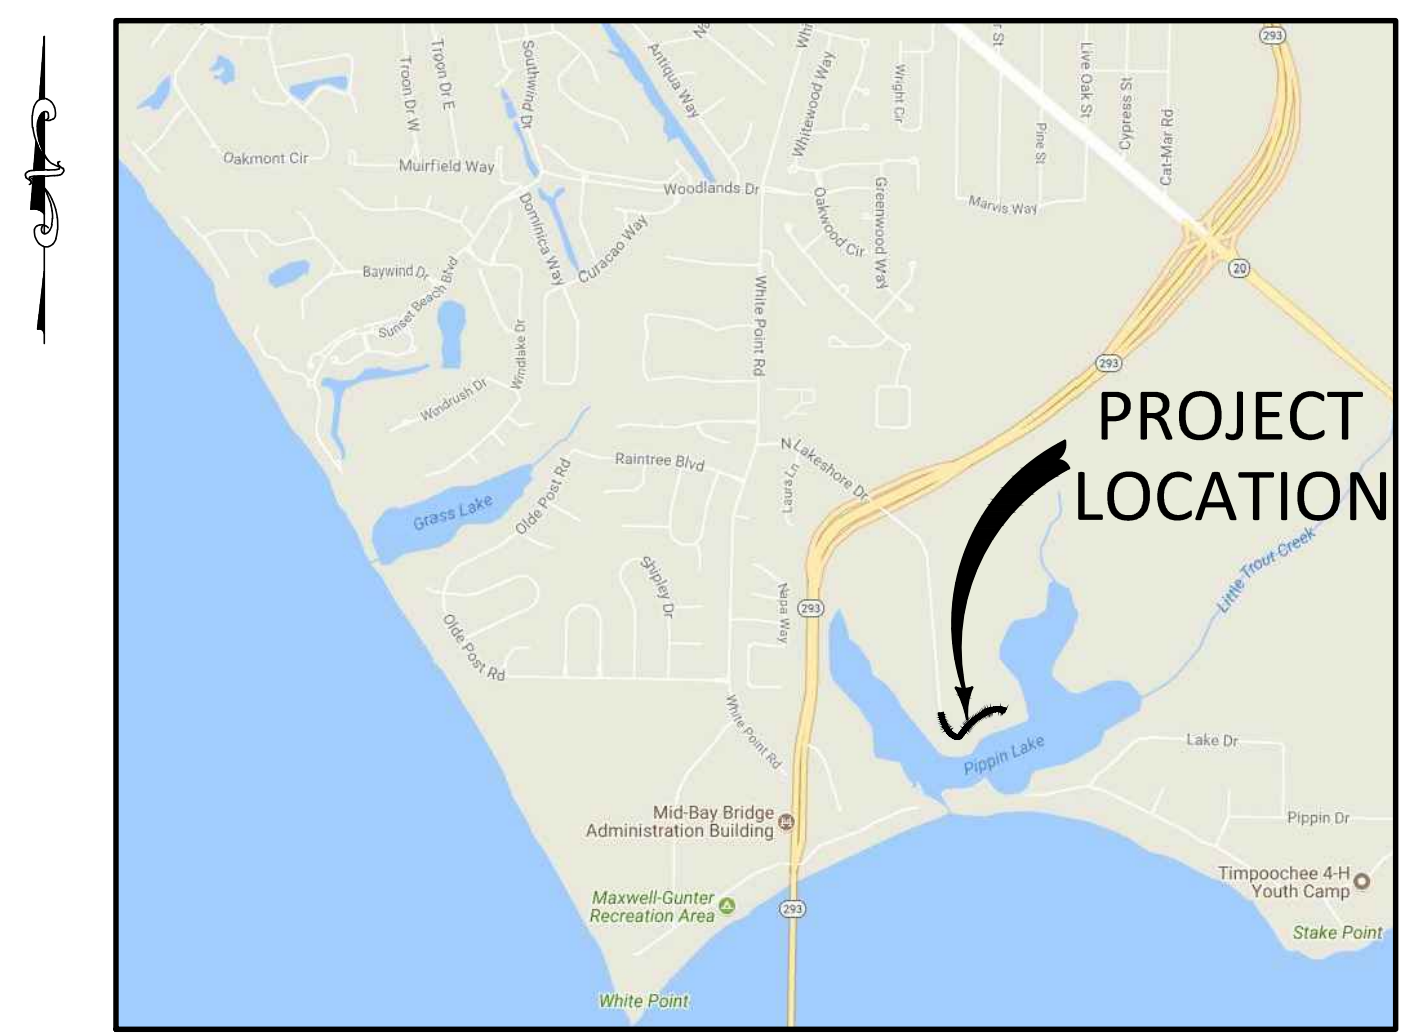 293
Troon Dr W
Troon Dr E
Southwind Dr
Antiqua Way
Whitewood Way
Wright Cir
Live Oak St
Cypress St
Pine St
Cat-Mar Rd
Oakmont Cir
Muirfield Way
Woodlands Dr
Marvis Way
Dominica Way
Curacao Way
Oakwood Cir
Greenwood Way
Baywind Dr
20
Sunset Beach Blvd
White Point Rd
Windlake Dr
293
Windrush Dr
PROJECT
LOCATION
N Lakeshore Dr
Raintree Blvd
Laura Ln
Grass Lake
Olde Post Rd
Little Trout Creek
Shipley Dr
Napa Way
293
Olde Post Rd
White Point Rd
Pippin Lake
Lake Dr
Mid-Bay Bridge
Administration Building
Pippin Dr
Timpoochee 4-H
Youth Camp
Maxwell-Gunter
Recreation Area
293
Stake Point
White Point